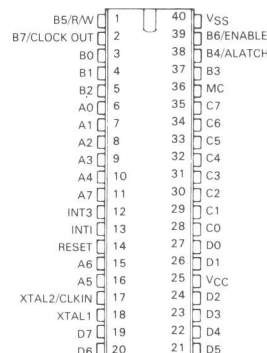 B5/R/W 1 40 VSS
B7/CLOCK OUT 2 39 B6/ENABLE
B0 3 38 B4/ALATCH
B1 4 37 B3
B2 5 36 MC
A0 6 35 C7
A1 7 34 C6
A2 8 33 C5
A3 9 32 C4
A4 10 31 C3
A7 11 30 C2
INT3 12 29 C1
INTI 13 28 C0
RESET 14 27 D0
A6 15 26 D1
A5 16 25 VCC
XTAL2/CLKIN 17 24 D2
XTAL1 18 23 D3
D7 19 22 D4
D6 20 21 D5